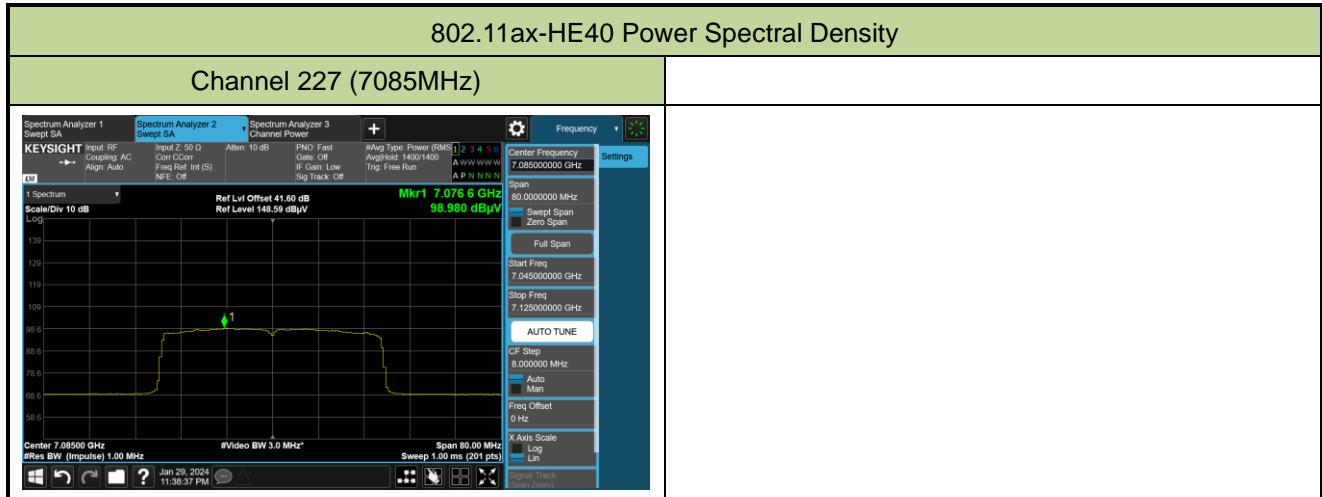 802.11ax-HE40 Power Spectral Density
Channel 227 (7085MHz)
Spectrum Analyzer 1
Swept SA
Spectrum Analyzer 2
Swept SA
Spectrum Analyzer 3
Channel Power
+
Frequency
KEYSIGHT
Input: RF
Coupling: AC
Align: Auto
LXI
Input Z: 50 Ω
Corr CCorr
Freq Ref: Int (S)
NFE: Off
Atten: 10 dB
PNO: Fast
Gate: Off
IF Gain: Low
Sig Track: Off
#Avg Type: Power (RMS
Avg|Hold: 1400/1400
Trig: Free Run
1 2 3 4 5 6
A W W W W W
A P N N N N
Center Frequency
7.085000000 GHz
Settings
1 Spectrum
Scale/Div 10 dB
Log
Ref Lvl Offset 41.60 dB
Ref Level 148.59 dBµV
Mkr1 7.076 6 GHz
98.980 dBµV
Span
80.0000000 MHz
Swept Span
Zero Span
Full Span
Start Freq
7.045000000 GHz
Stop Freq
7.125000000 GHz
AUTO TUNE
CF Step
8.000000 MHz
Auto
Man
Freq Offset
0 Hz
X Axis Scale
Log
Lin
Signal Track
(Span Zoom)
139
129
119
109
98.6
88.6
78.6
68.6
58.6
1
Center 7.08500 GHz
#Res BW (Impulse) 1.00 MHz
#Video BW 3.0 MHz*
Span 80.00 MHz
Sweep 1.00 ms (201 pts)
?
Jan 29, 2024
11:38:37 PM